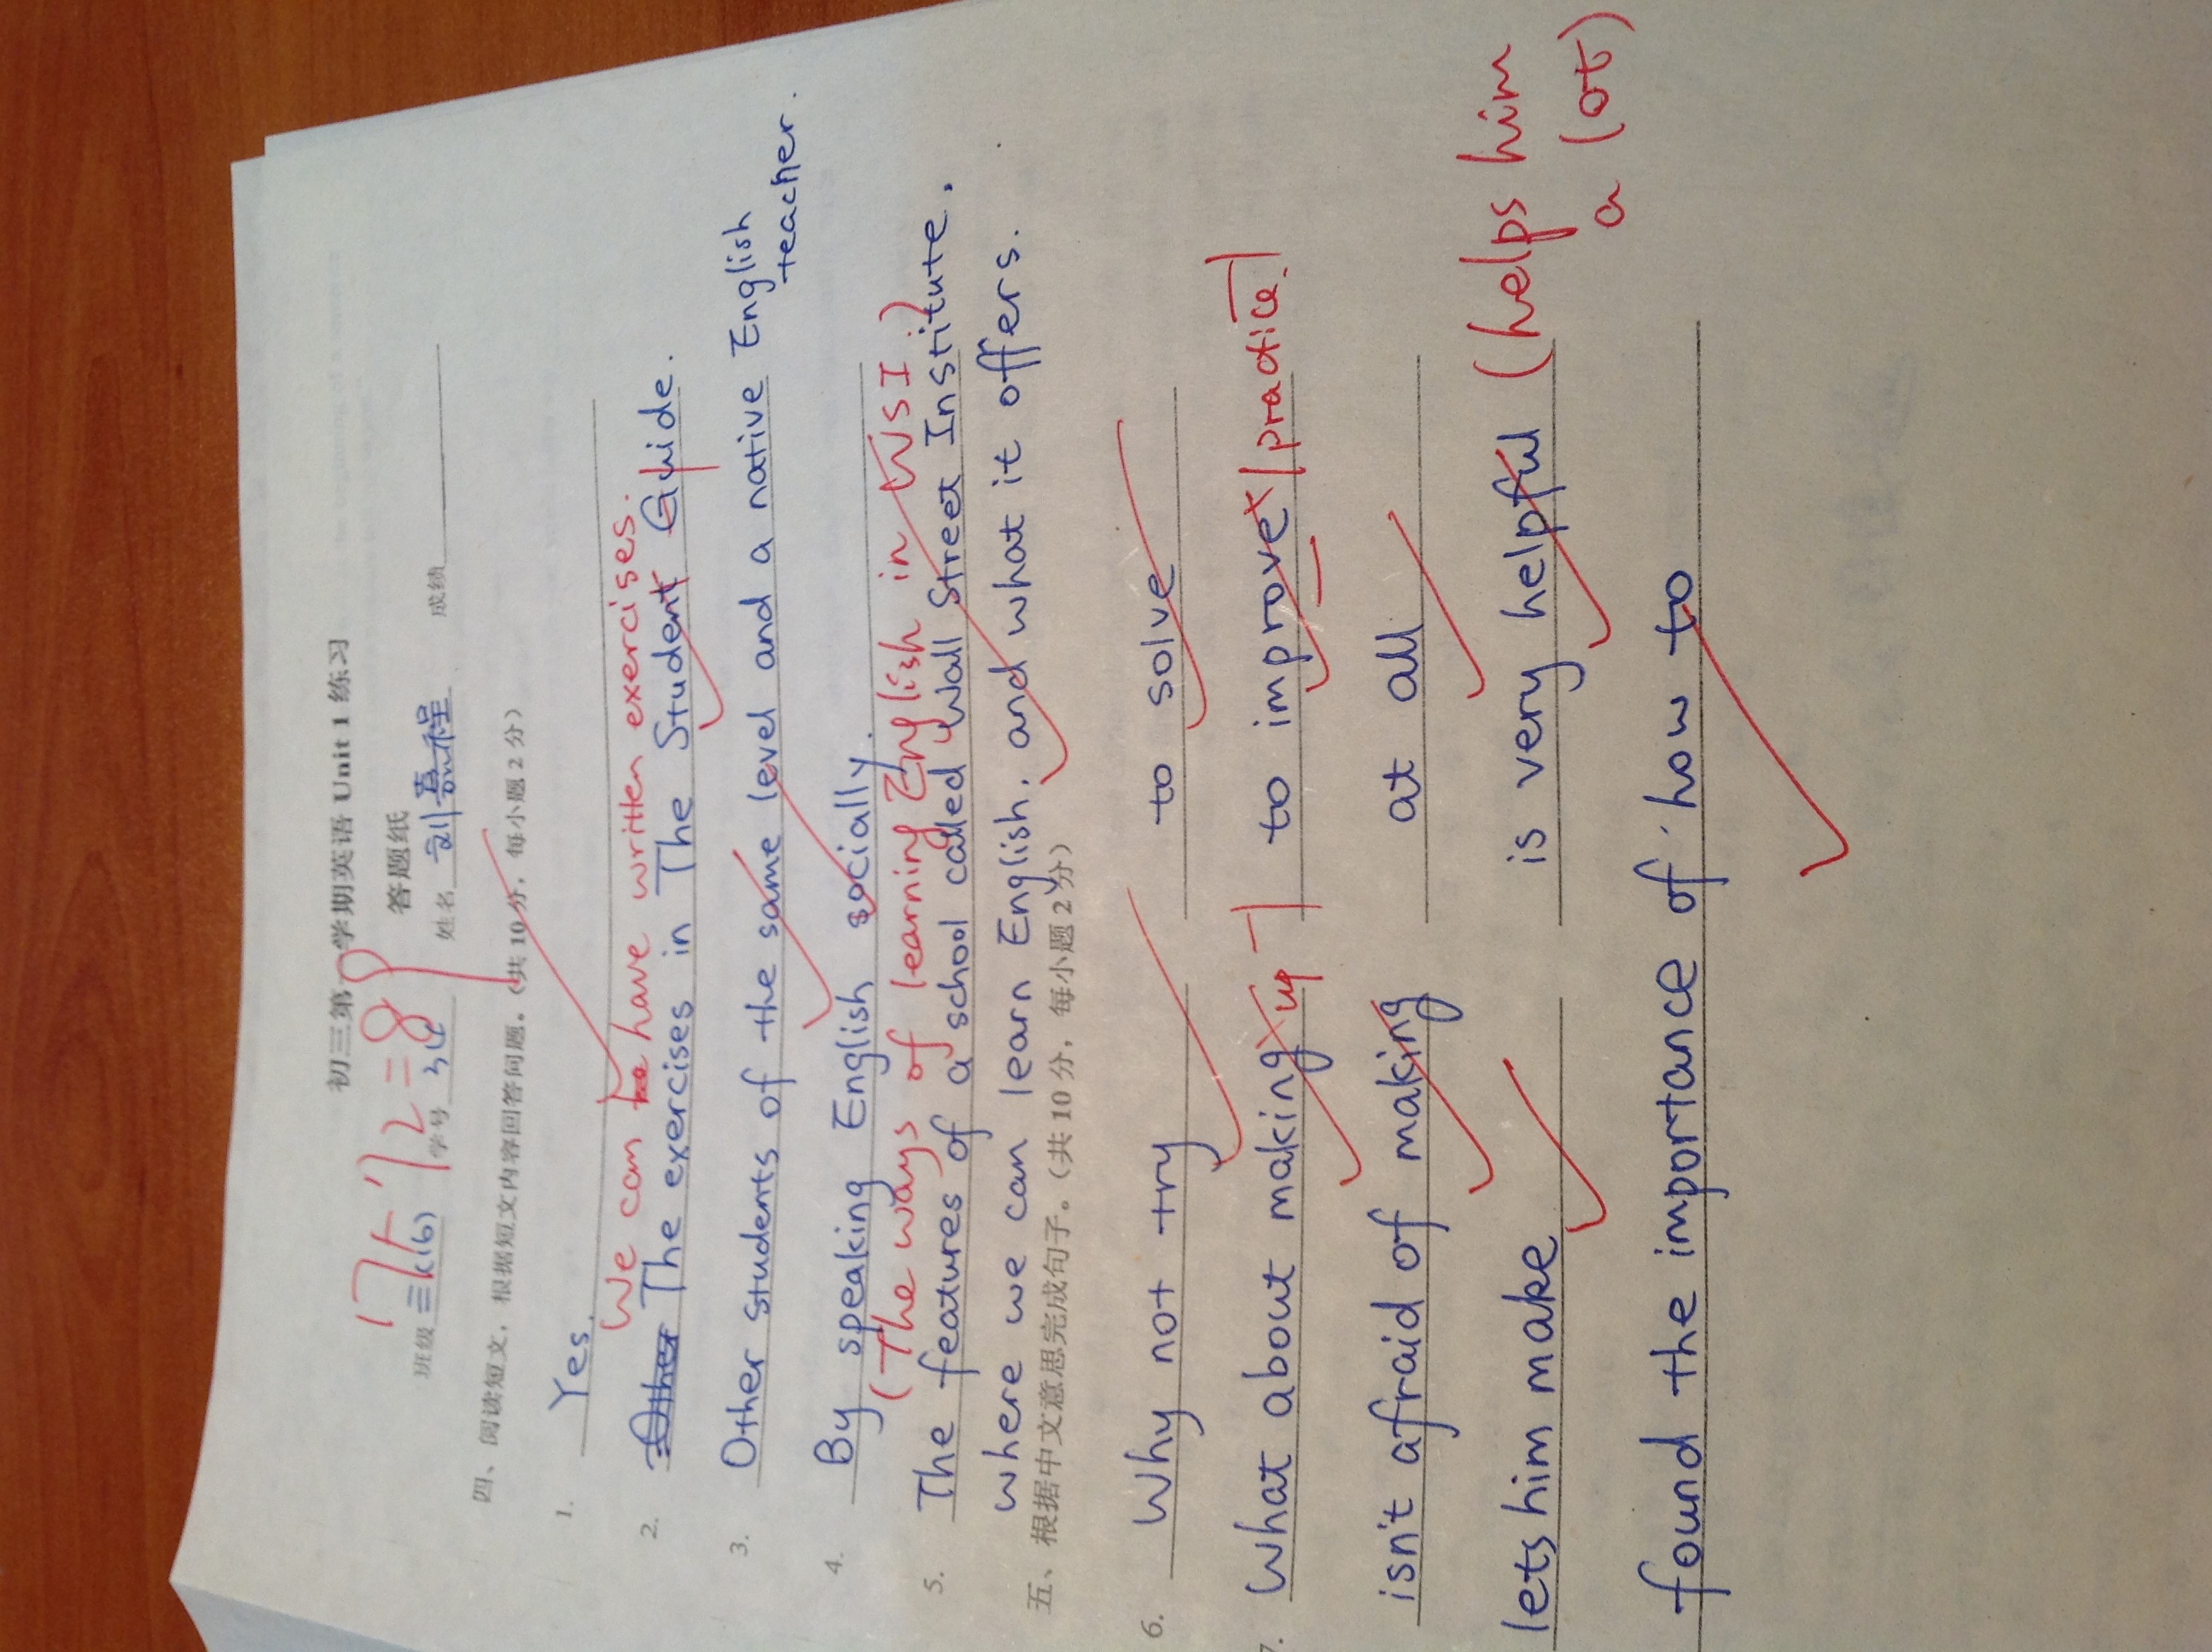 初三第一学期英语 Unit 1 练习
答题纸
17+72=89
班级 三(16) 学号 34 姓名 刘嘉程 成绩
四、阅读短文，根据短文内容回答问题。（共 10 分，每小题 2 分）
1. Yes.
We can have written exercises.
2. Other The exercises in The Student Guide.
3. Other students of the same level and a native English
teacher.
4. By speaking English socially.
(The ways of learning English in WSI.)
5. The features of a school called Wall Street Institute,
where we can learn English, and what it offers.
五、根据中文意思完成句子。（共 10 分，每小题 2 分）
6. Why not try to solve
7. What about making up -1 to improve / practice -1
isn't afraid of making at all
lets him make is very helpful (helps him
a lot)
found the importance of how to